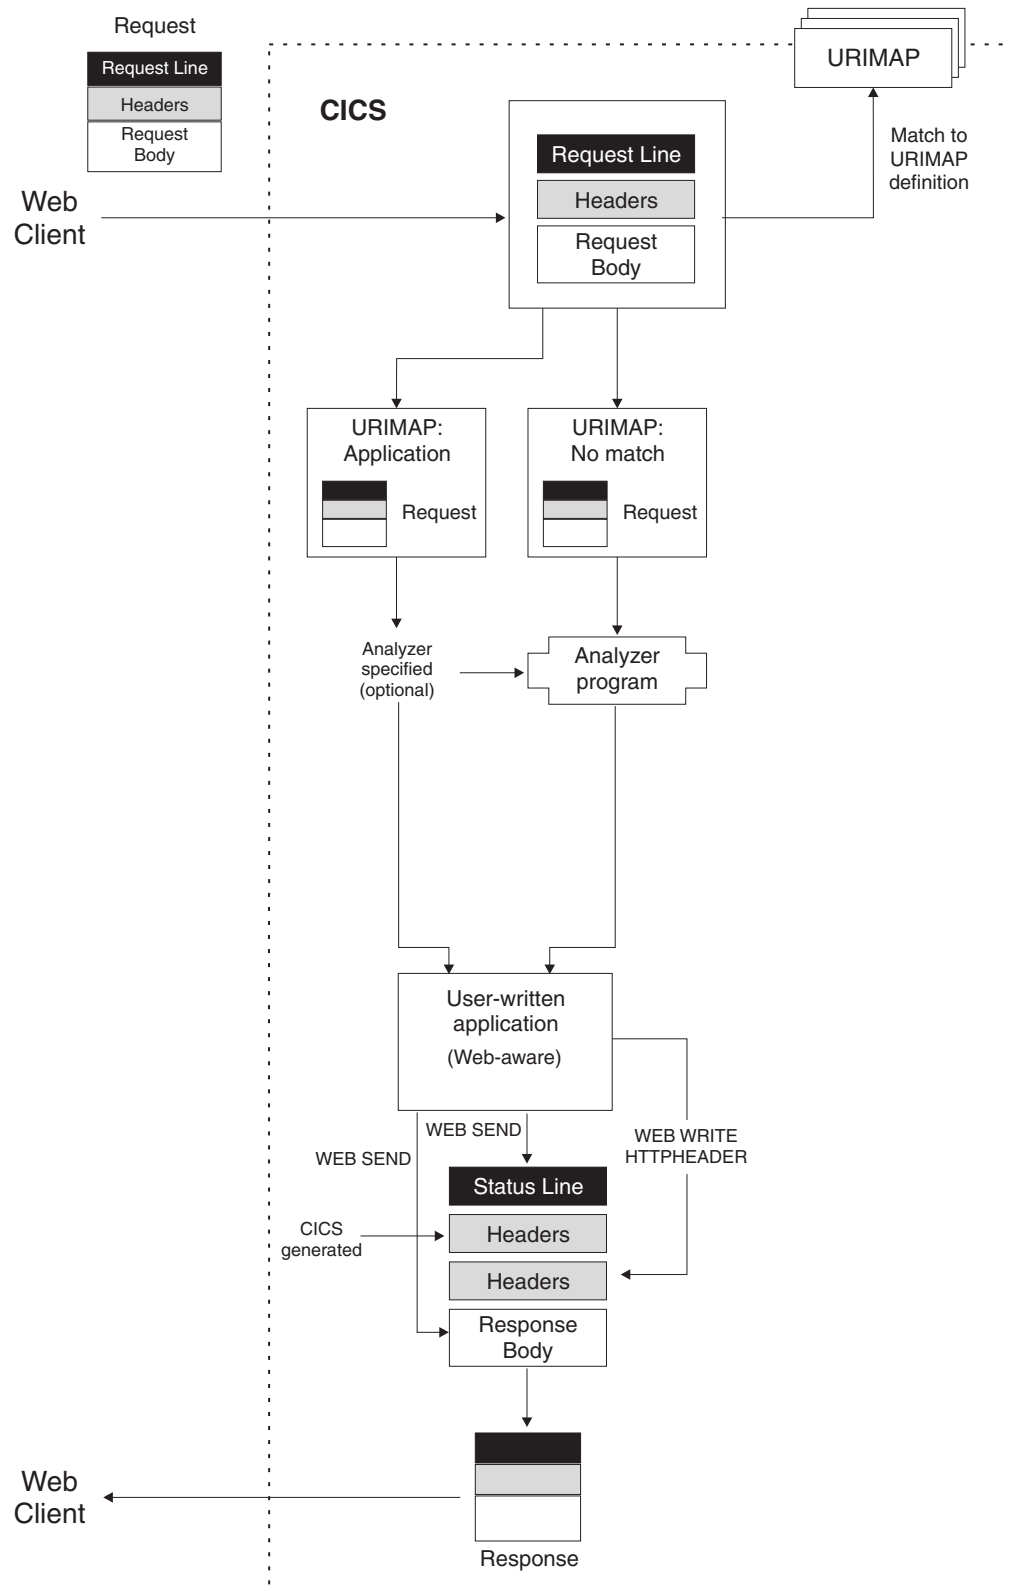 Request
Request Line
Headers
Request
Body
Web
Client
CICS
URIMAP
Match to
URIMAP
definition
Request Line
Headers
Request
Body
URIMAP:
Application
Request
URIMAP:
No match
Request
Analyzer
specified
(optional)
Analyzer
program
User-written
application
(Web-aware)
WEB SEND
WEB SEND
WEB WRITE
HTTPHEADER
Status Line
CICS
generated
Headers
Headers
Response
Body
Web
Client
Response